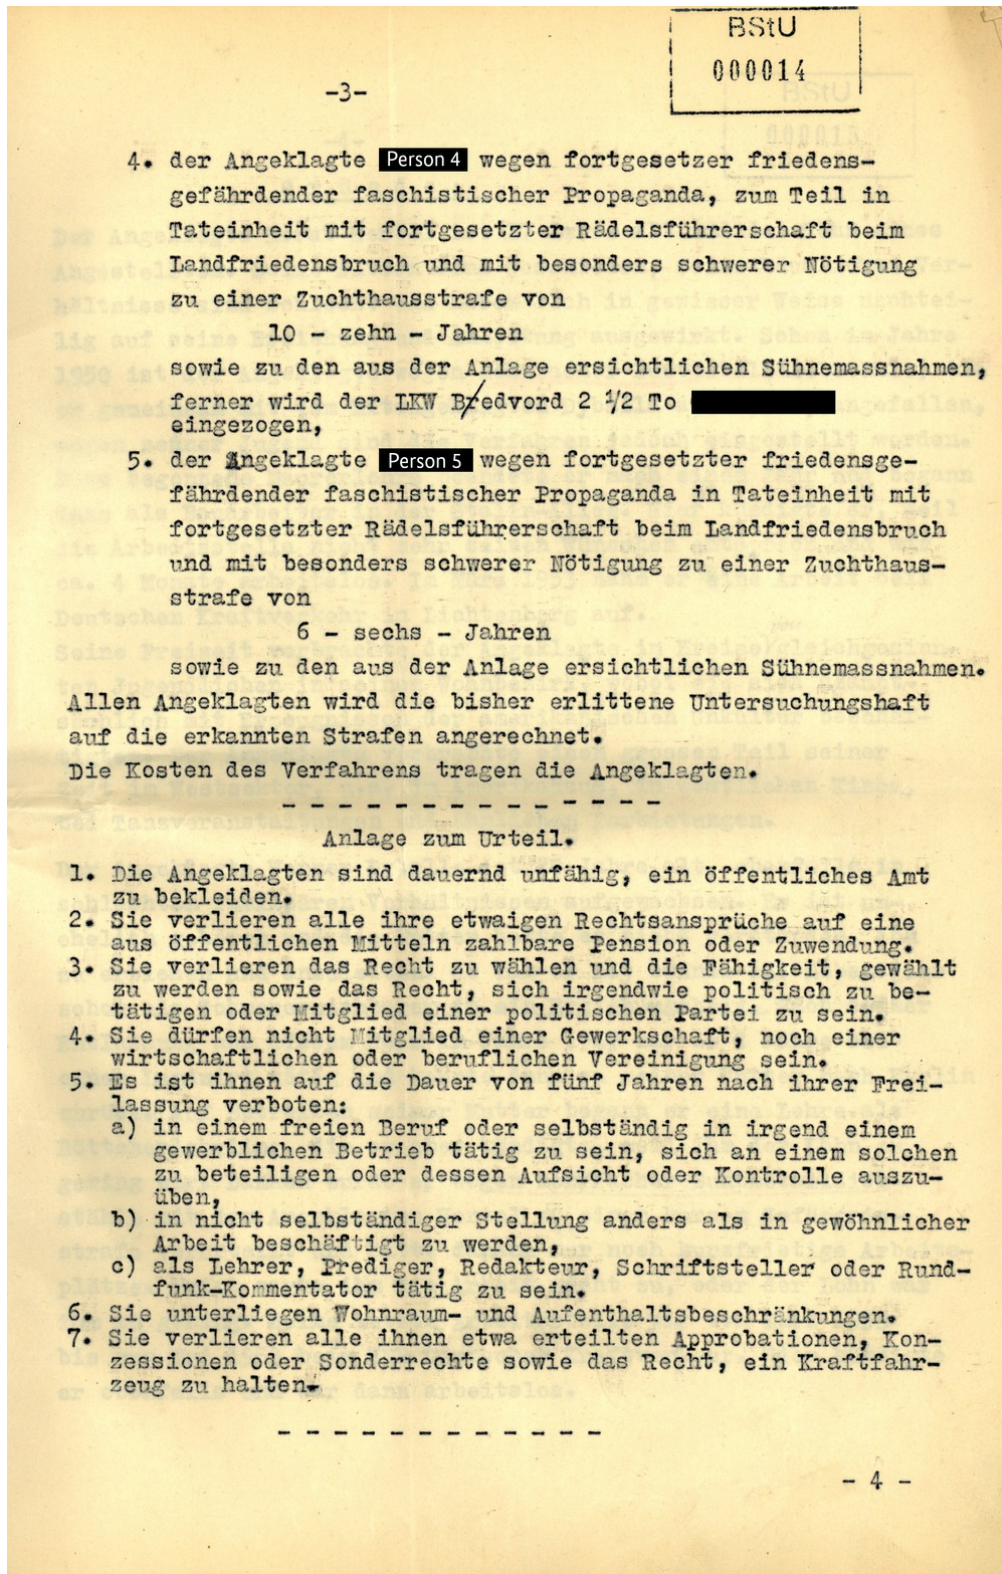 BStU
000014
-3-
4. der Angeklagte Person 4 wegen fortgesetzer friedens-
gefährdender faschistischer Propaganda, zum Teil in
Tateinheit mit fortgesetzter Rädelsführerschaft beim
Landfriedensbruch und mit besonders schwerer Nötigung
zu einer Zuchthausstrafe von
10 - zehn - Jahren
sowie zu den aus der Anlage ersichtlichen Sühnemassnahmen,
ferner wird der LKW Bredvord 2 1/2 To
eingezogen,
5. der Angeklagte Person 5 wegen fortgesetzter friedensge-
fährdender faschistischer Propaganda in Tateinheit mit
fortgesetzter Rädelsführerschaft beim Landfriedensbruch
und mit besonders schwerer Nötigung zu einer Zuchthaus-
strafe von
6 - sechs - Jahren
sowie zu den aus der Anlage ersichtlichen Sühnemassnahmen.
Allen Angeklagten wird die bisher erlittene Untersuchungshaft
auf die erkannten Strafen angerechnet.
Die Kosten des Verfahrens tragen die Angeklagten.
- - - - - - - - - - - - - -
Anlage zum Urteil.
1. Die Angeklagten sind dauernd unfähig, ein öffentliches Amt
zu bekleiden.
2. Sie verlieren alle ihre etwaigen Rechtsansprüche auf eine
aus öffentlichen Mitteln zahlbare Pension oder Zuwendung.
3. Sie verlieren das Recht zu wählen und die Fähigkeit, gewählt
zu werden sowie das Recht, sich irgendwie politisch zu be-
tätigen oder Mitglied einer politischen Partei zu sein.
4. Sie dürfen nicht Mitglied einer Gewerkschaft, noch einer
wirtschaftlichen oder beruflichen Vereinigung sein.
5. Es ist ihnen auf die Dauer von fünf Jahren nach ihrer Frei-
lassung verboten:
a) in einem freien Beruf oder selbständig in irgend einem
gewerblichen Betrieb tätig zu sein, sich an einem solchen
zu beteiligen oder dessen Aufsicht oder Kontrolle auszu-
üben,
b) in nicht selbständiger Stellung anders als in gewöhnlicher
Arbeit beschäftigt zu werden,
c) als Lehrer, Prediger, Redakteur, Schriftsteller oder Rund-
funk-Kommentator tätig zu sein.
6. Sie unterliegen Wohnraum- und Aufenthaltsbeschränkungen.
7. Sie verlieren alle ihnen etwa erteilten Approbationen, Kon-
zessionen oder Sonderrechte sowie das Recht, ein Kraftfahr-
zeug zu halten.
- - - - - - - - - - - -
- 4 -